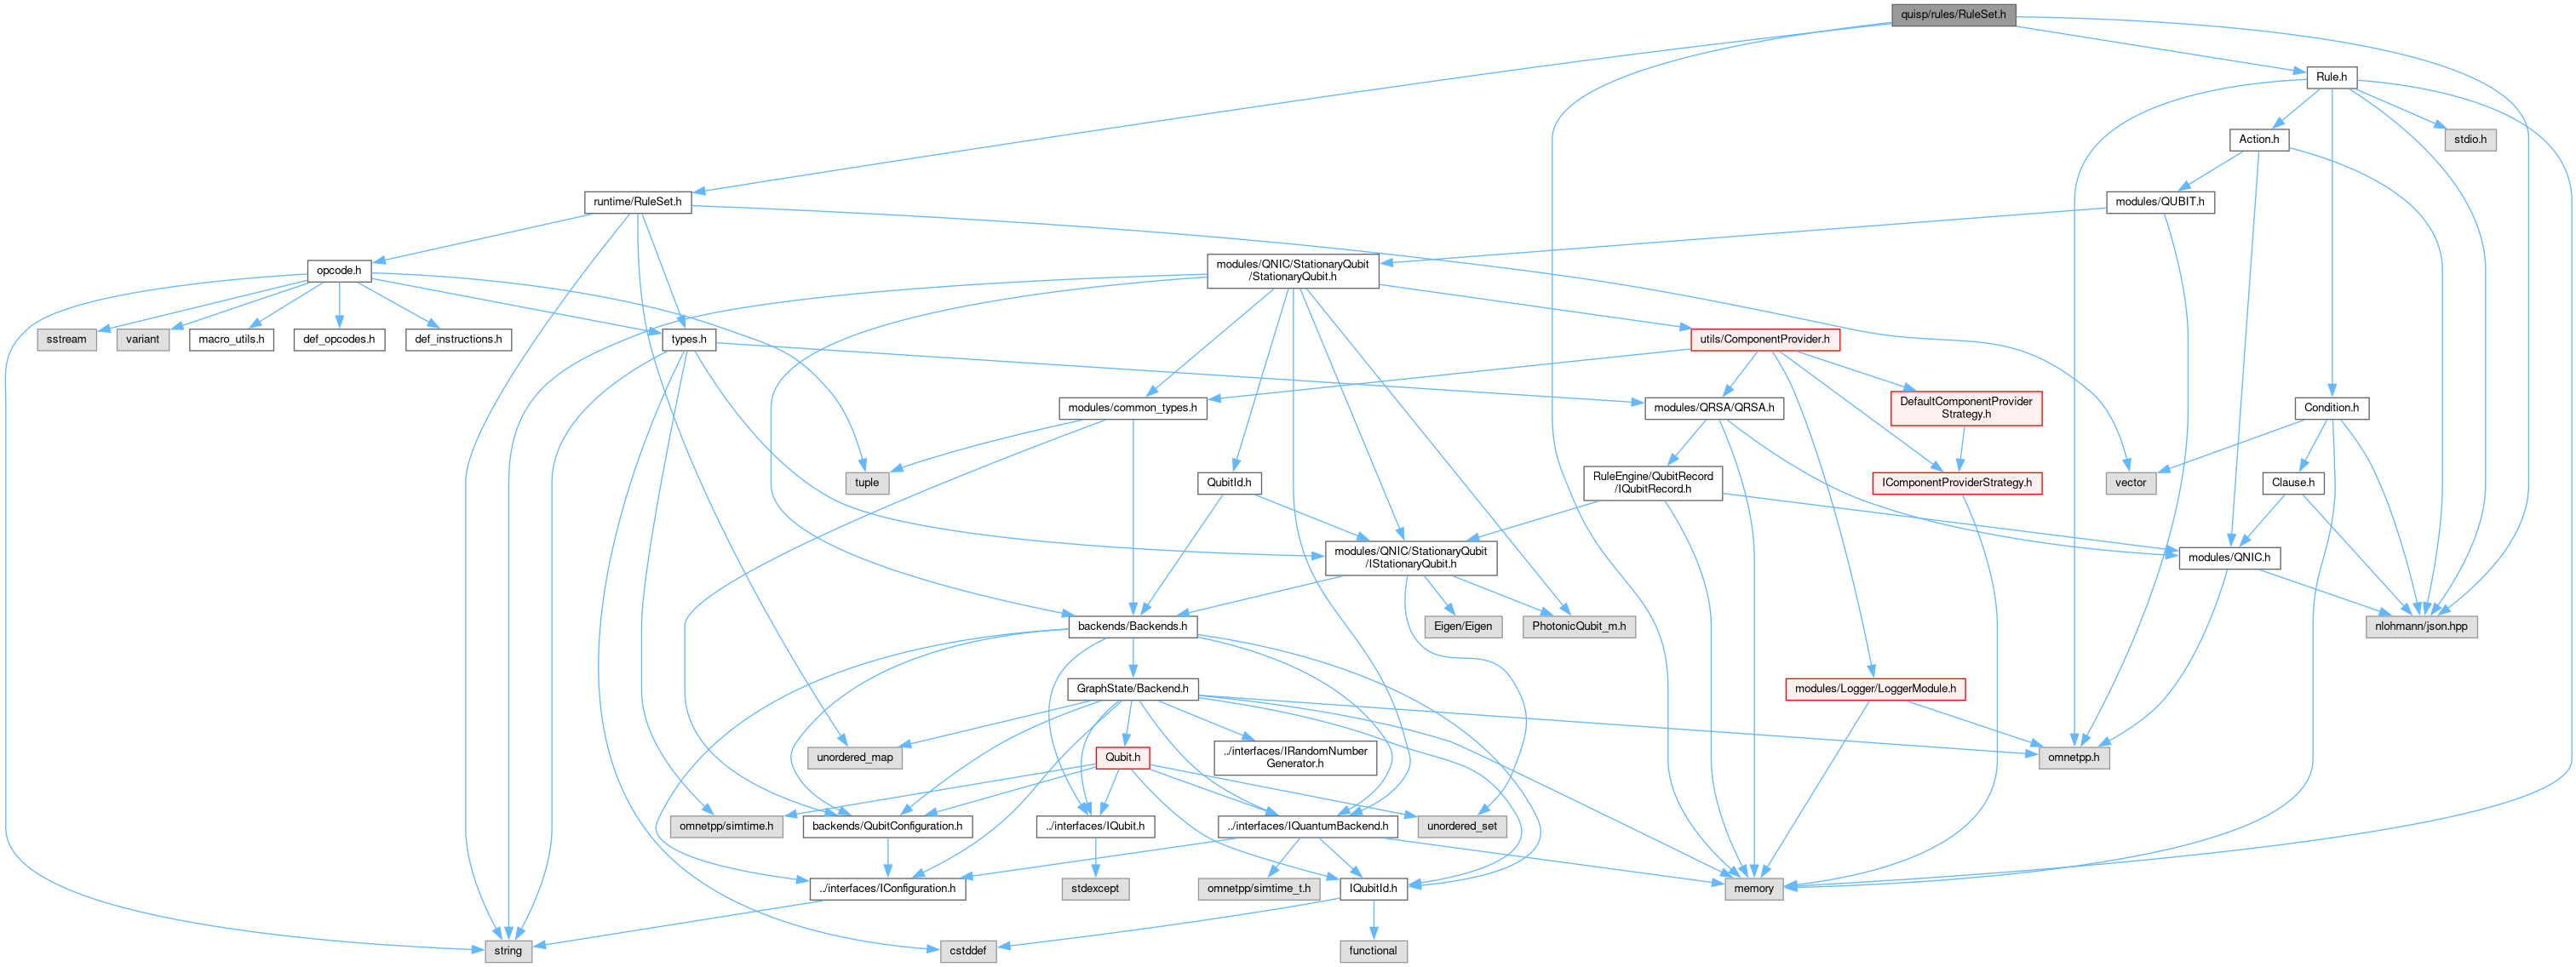 quisp/rules/RuleSet.h
Rule.h
Action.h
stdio.h
runtime/RuleSet.h
modules/QUBIT.h
opcode.h
modules/QNIC/StationaryQubit
/StationaryQubit.h
sstream
variant
macro_utils.h
def_opcodes.h
def_instructions.h
types.h
utils/ComponentProvider.h
modules/common_types.h
modules/QRSA/QRSA.h
DefaultComponentProvider
Strategy.h
Condition.h
tuple
QubitId.h
RuleEngine/QubitRecord
/IQubitRecord.h
IComponentProviderStrategy.h
vector
Clause.h
modules/QNIC/StationaryQubit
/IStationaryQubit.h
modules/QNIC.h
backends/Backends.h
Eigen/Eigen
PhotonicQubit_m.h
nlohmann/json.hpp
GraphState/Backend.h
modules/Logger/LoggerModule.h
unordered_map
Qubit.h
../interfaces/IRandomNumber
Generator.h
omnetpp.h
omnetpp/simtime.h
backends/QubitConfiguration.h
../interfaces/IQubit.h
../interfaces/IQuantumBackend.h
unordered_set
../interfaces/IConfiguration.h
stdexcept
omnetpp/simtime_t.h
IQubitId.h
memory
string
cstddef
functional